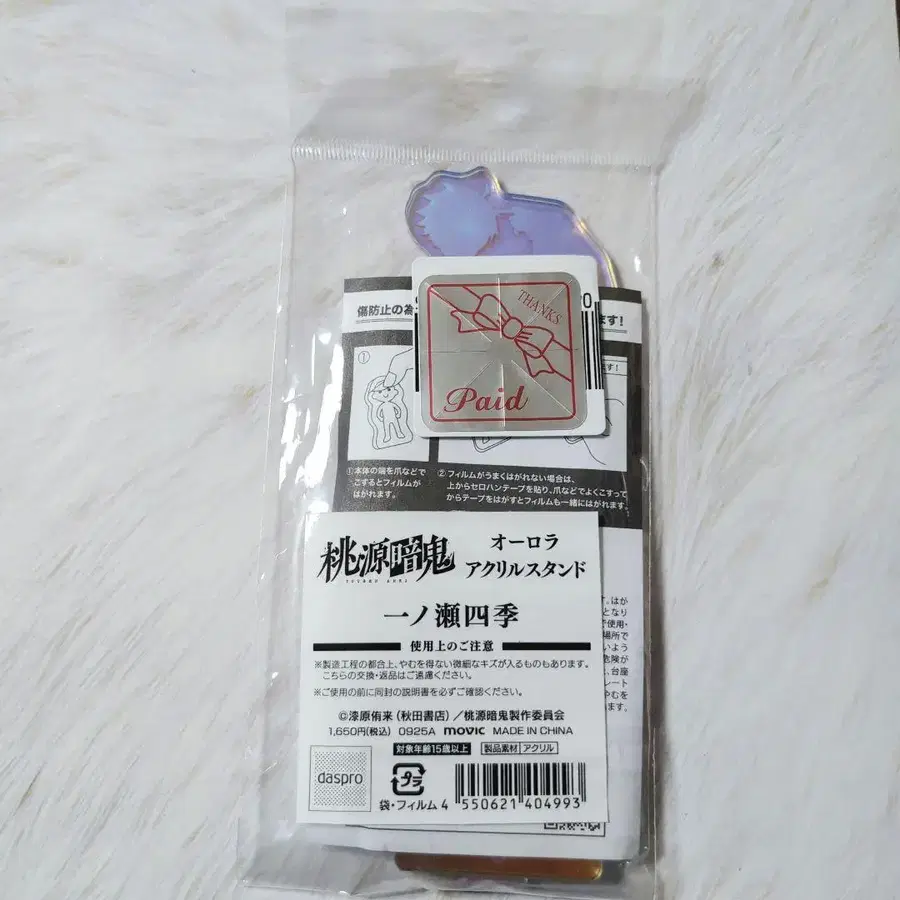 傷防止の為
ます!
THANKS
Paid
①
①本体の端を爪などで
こするとフィルムが
はがれます。
②フィルムがうまくはがれない場合は、
上からセロハンテープを貼り、爪などでよくこすって
からテープをはがすとフィルムも一緒にはがれます。
桃源暗鬼
TOUGEN ANKI
オーロラ
アクリルスタンド
一ノ瀬四季
使用上のご注意
※製造工程の都合上、やむを得ない微細なキズが入るものもあります。
こちらの交換・返品はご遠慮ください。
※ご使用の前に同封の説明書を必ずご確認ください。
©漆原侑来(秋田書店)/桃源暗鬼製作委員会
1,650円(税込) 0925A movic MADE IN CHINA
対象年齢15歳以上 製品素材 アクリル
daspro
プラ
袋・フィルム
4 550621 404993